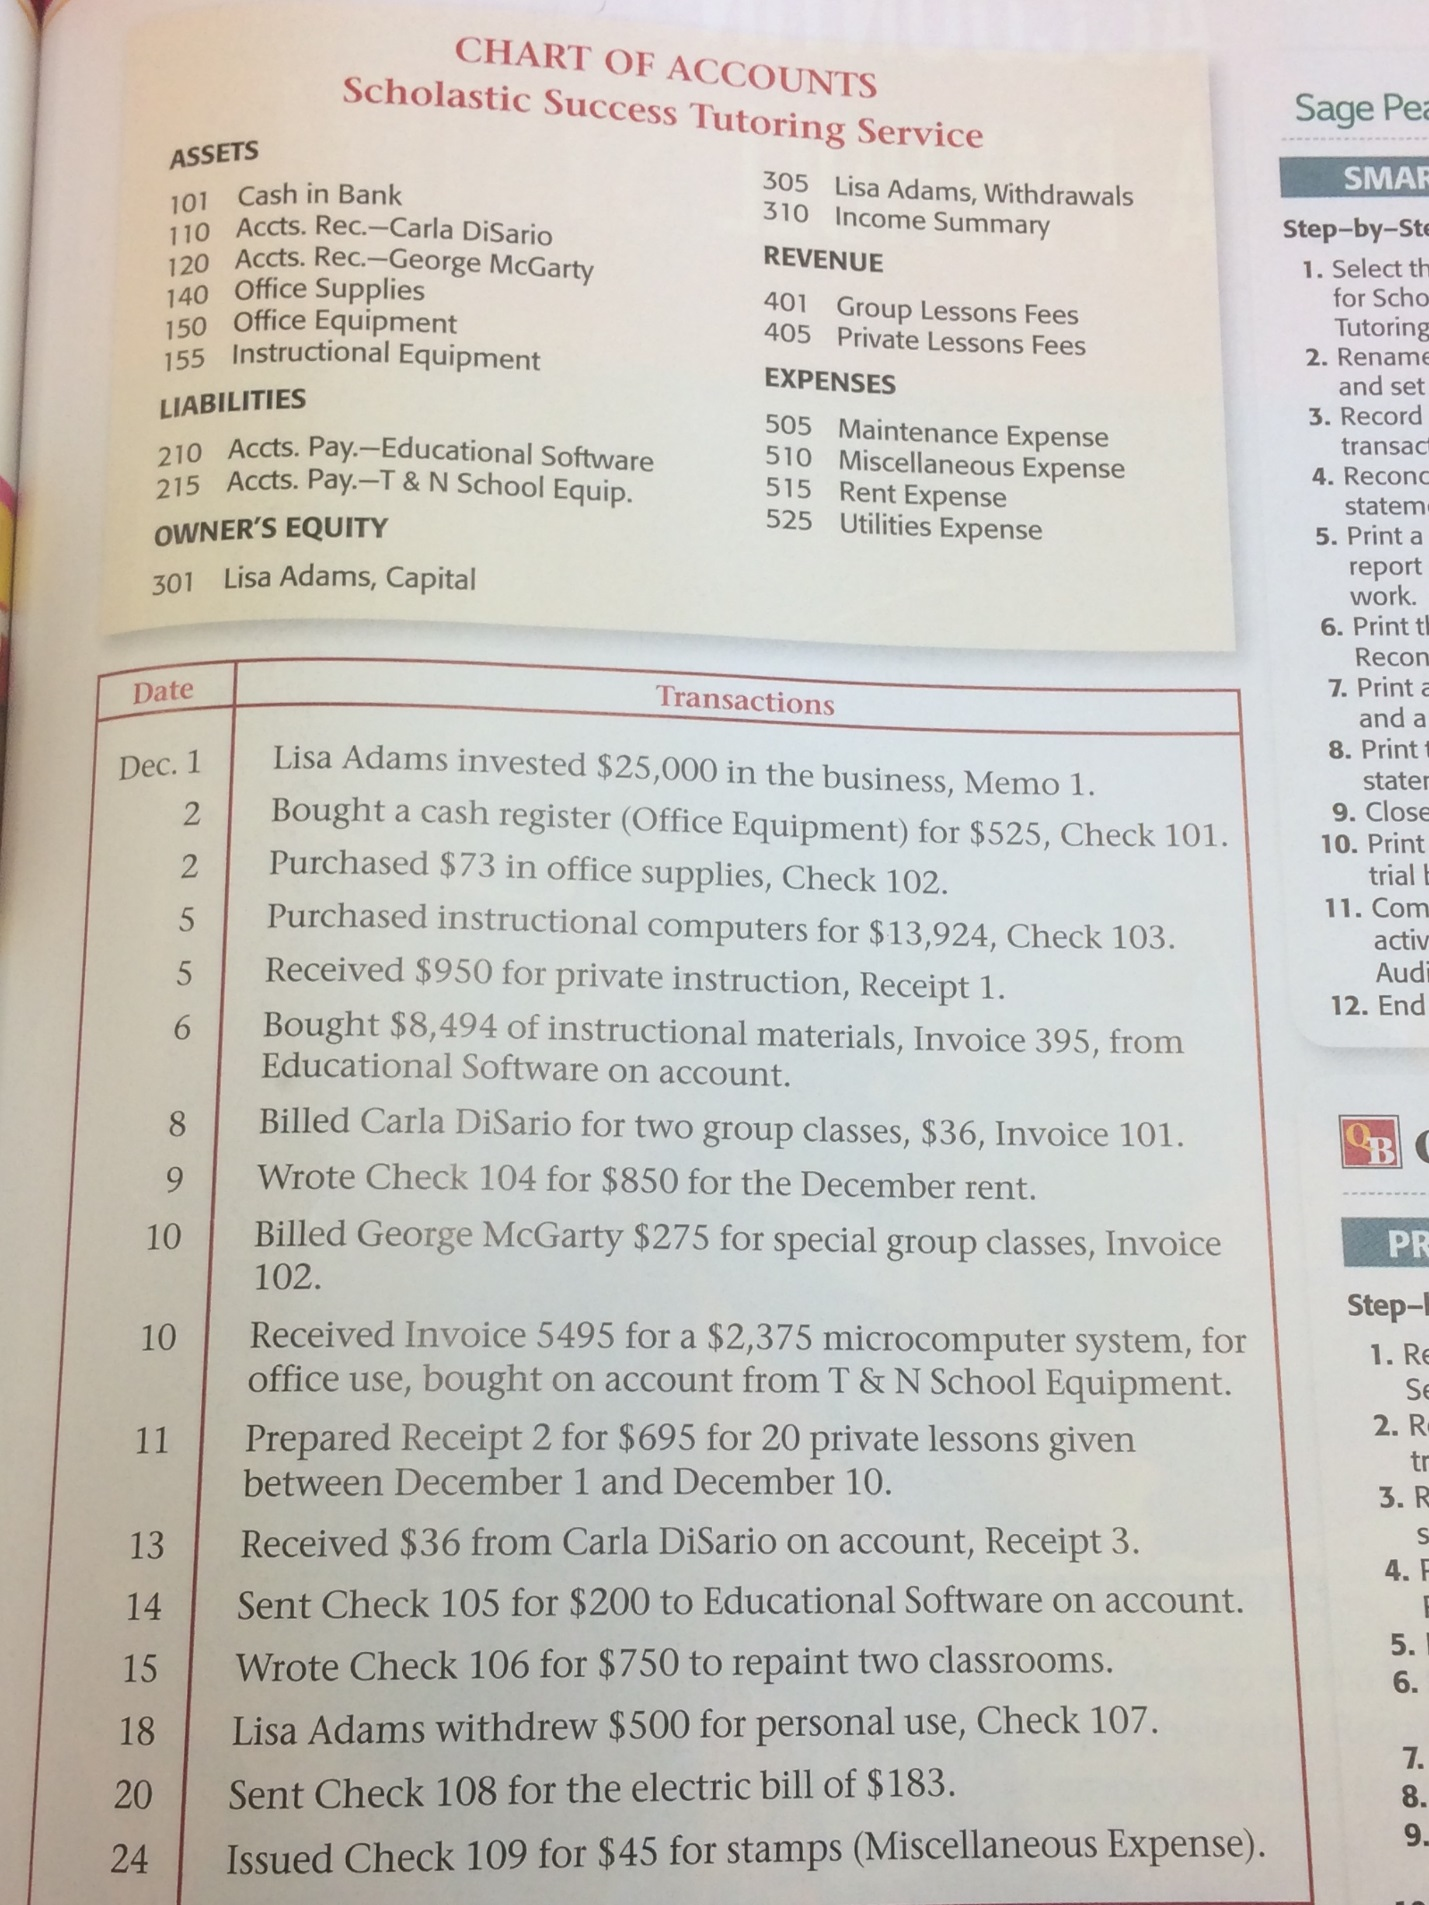 CHART OF ACCOUNTS
Scholastic Success Tutoring Service
ASSETS
101 Cash in Bank
110 Accts. Rec.—Carla DiSario
120 Accts. Rec.—George McGarty
140 Office Supplies
150 Office Equipment
155 Instructional Equipment
LIABILITIES
210 Accts. Pay.—Educational Software
215 Accts. Pay.—T & N School Equip.
OWNER'S EQUITY
301 Lisa Adams, Capital
305 Lisa Adams, Withdrawals
310 Income Summary
REVENUE
401 Group Lessons Fees
405 Private Lessons Fees
EXPENSES
505 Maintenance Expense
510 Miscellaneous Expense
515 Rent Expense
525 Utilities Expense
Date Transactions
Dec. 1 Lisa Adams invested $25,000 in the business, Memo 1.
2 Bought a cash register (Office Equipment) for $525, Check 101.
2 Purchased $73 in office supplies, Check 102.
5 Purchased instructional computers for $13,924, Check 103.
5 Received $950 for private instruction, Receipt 1.
6 Bought $8,494 of instructional materials, Invoice 395, from
Educational Software on account.
8 Billed Carla DiSario for two group classes, $36, Invoice 101.
9 Wrote Check 104 for $850 for the December rent.
10 Billed George McGarty $275 for special group classes, Invoice
102.
10 Received Invoice 5495 for a $2,375 microcomputer system, for
office use, bought on account from T & N School Equipment.
11 Prepared Receipt 2 for $695 for 20 private lessons given
between December 1 and December 10.
13 Received $36 from Carla DiSario on account, Receipt 3.
14 Sent Check 105 for $200 to Educational Software on account.
15 Wrote Check 106 for $750 to repaint two classrooms.
18 Lisa Adams withdrew $500 for personal use, Check 107.
20 Sent Check 108 for the electric bill of $183.
24 Issued Check 109 for $45 for stamps (Miscellaneous Expense).
Sage Pea
SMAR
Step–by–Ste
1. Select th
for Scho
Tutoring
2. Rename
and set
3. Record
transact
4. Reconc
statem
5. Print a
report
work.
6. Print th
Recon
7. Print a
and a
8. Print t
stater
9. Close
10. Print
trial b
11. Com
activ
Audi
12. End
QB
PR
Step–
1. Re
Se
2. R
tr
3. R
s
4.
5.
6.
7.
8.
9.